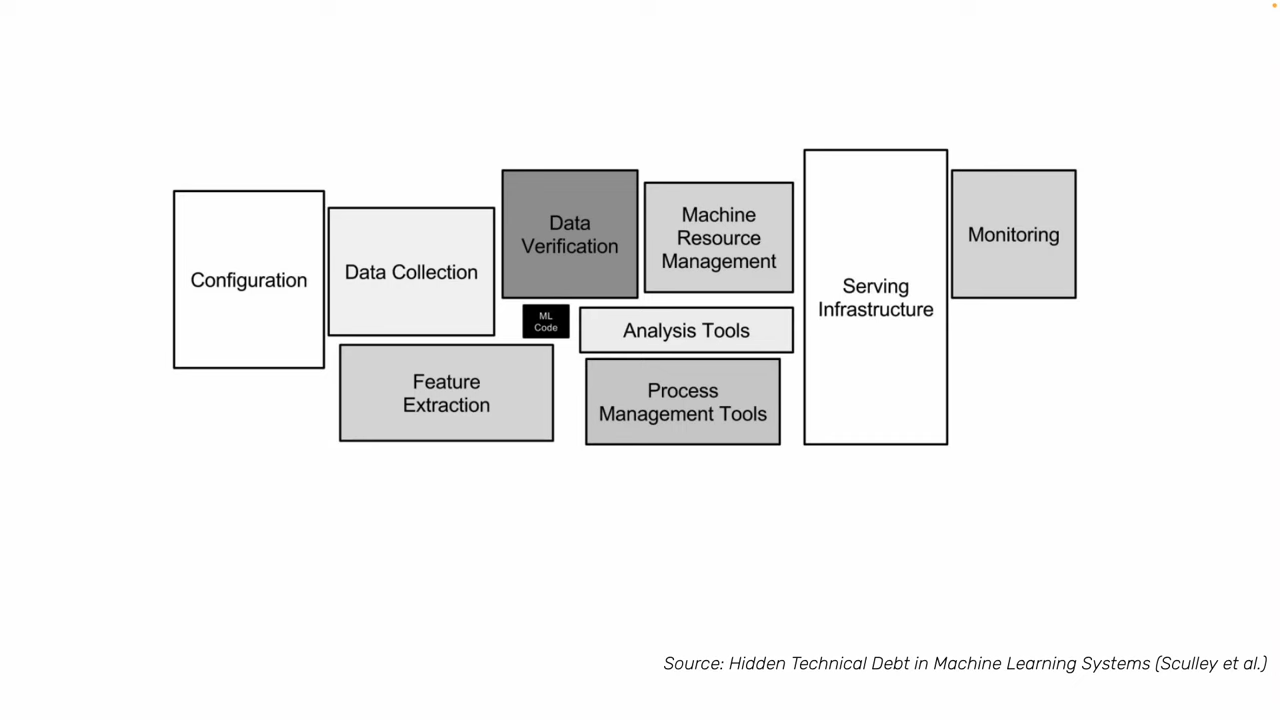 Configuration
Data Collection
Data
Verification
Machine
Resource
Management
Serving
Infrastructure
Monitoring
ML
Code
Analysis Tools
Feature
Extraction
Process
Management Tools
Source: Hidden Technical Debt in Machine Learning Systems (Sculley et al.)